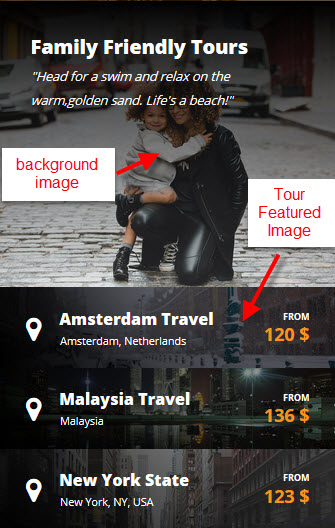 Family Friendly Tours
"Head for a swim and relax on the
warm,golden sand. Life's a beach!"
background
image
Tour
Featured
Image
Amsterdam Travel
Amsterdam, Netherlands
FROM
120 $
Malaysia Travel
Malaysia
FROM
136 $
New York State
New York, NY, USA
FROM
123 $